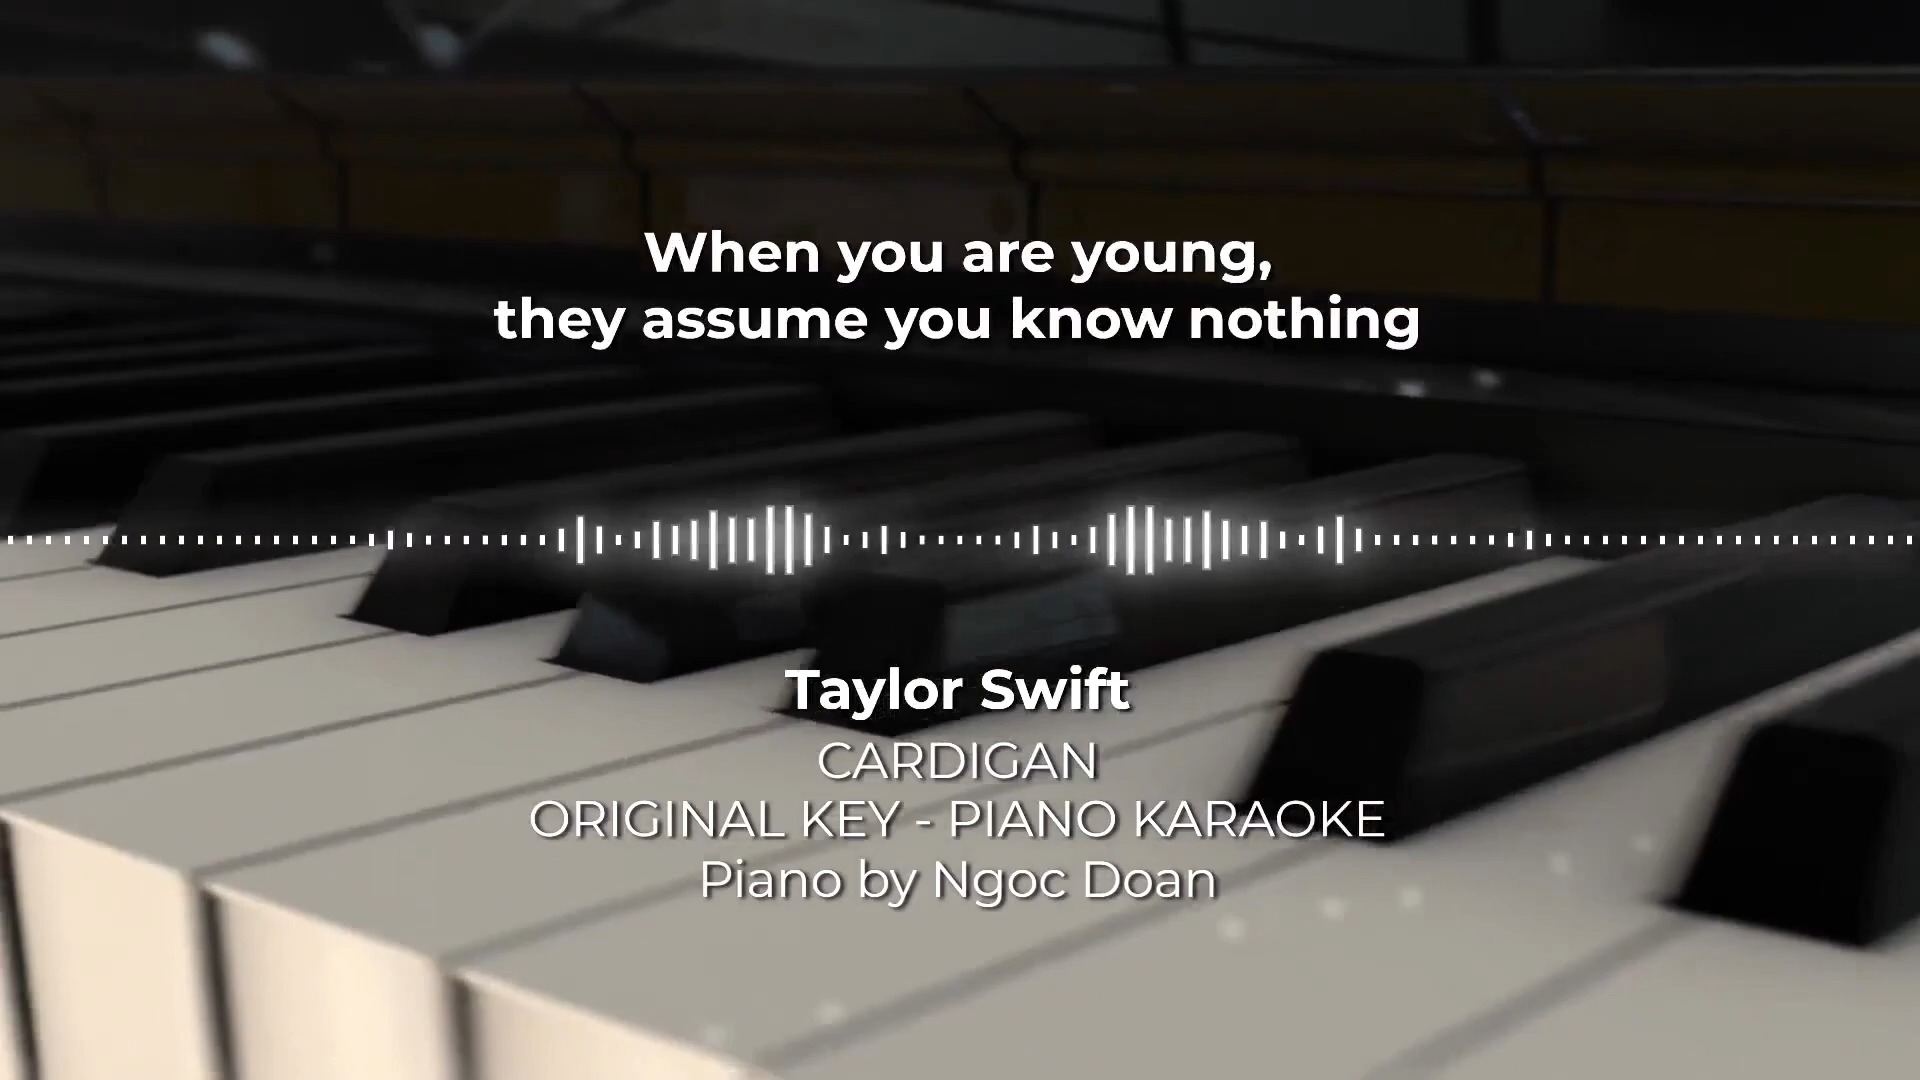 When you are young,
they assume you know nothing
Taylor Swift
CARDIGAN
ORIGINAL KEY - PIANO KARAOKE
Piano by Ngoc Doan